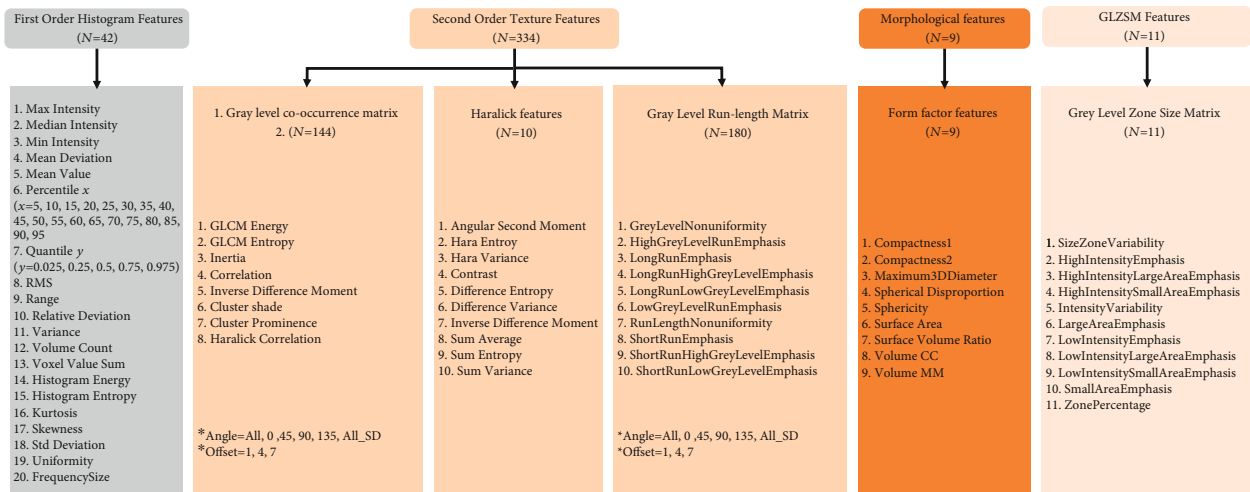 First Order Histogram Features
(N=42)
Second Order Texture Features
(N=334)
Morphological features
(N=9)
GLZSM Features
(N=11)
1. Max Intensity
2. Median Intensity
3. Min Intensity
4. Mean Deviation
5. Mean Value
6. Percentile x
(x=5, 10, 15, 20, 25, 30, 35, 40,
45, 50, 55, 60, 65, 70, 75, 80, 85,
90, 95
7. Quantile y
(y=0.025, 0.25, 0.5, 0.75, 0.975)
8. RMS
9. Range
10. Relative Deviation
11. Variance
12. Volume Count
13. Voxel Value Sum
14. Histogram Energy
15. Histogram Entropy
16. Kurtosis
17. Skewness
18. Std Deviation
19. Uniformity
20. FrequencySize
1. Gray level co-occurrence matrix
2. (N=144)
1. GLCM Energy
2. GLCM Entropy
3. Inertia
4. Correlation
5. Inverse Difference Moment
6. Cluster shade
7. Cluster Prominence
8. Haralick Correlation
*Angle=All, 0 ,45, 90, 135, All_SD
*Offset=1, 4, 7
Haralick features
(N=10)
1. Angular Second Moment
2. Hara Entroy
3. Hara Variance
4. Contrast
5. Difference Entropy
6. Difference Variance
7. Inverse Difference Moment
8. Sum Average
9. Sum Entropy
10. Sum Variance
Gray Level Run-length Matrix
(N=180)
1. GreyLevelNonuniformity
2. HighGreyLevelRunEmphasis
3. LongRunEmphasis
4. LongRunHighGreyLevelEmphasis
5. LongRunLowGreyLevelEmphasis
6. LowGreyLevelRunEmphasis
7. RunLengthNonuniformity
8. ShortRunEmphasis
9. ShortRunHighGreyLevelEmphasis
10. ShortRunLowGreyLevelEmphasis
*Angle=All, 0 ,45, 90, 135, All_SD
*Offset=1, 4, 7
Form factor features
(N=9)
1. Compactness1
2. Compactness2
3. Maximum3DDiameter
4. Spherical Disproportion
5. Sphericity
6. Surface Area
7. Surface Volume Ratio
8. Volume CC
9. Volume MM
Grey Level Zone Size Matrix
(N=11)
1. SizeZoneVariability
2. HighIntensityEmphasis
3. HighIntensityLargeAreaEmphasis
4. HighIntensitySmallAreaEmphasis
5. IntensityVariability
6. LargeAreaEmphasis
7. LowIntensityEmphasis
8. LowIntensityLargeAreaEmphasis
9. LowIntensitySmallAreaEmphasis
10. SmallAreaEmphasis
11. ZonePercentage